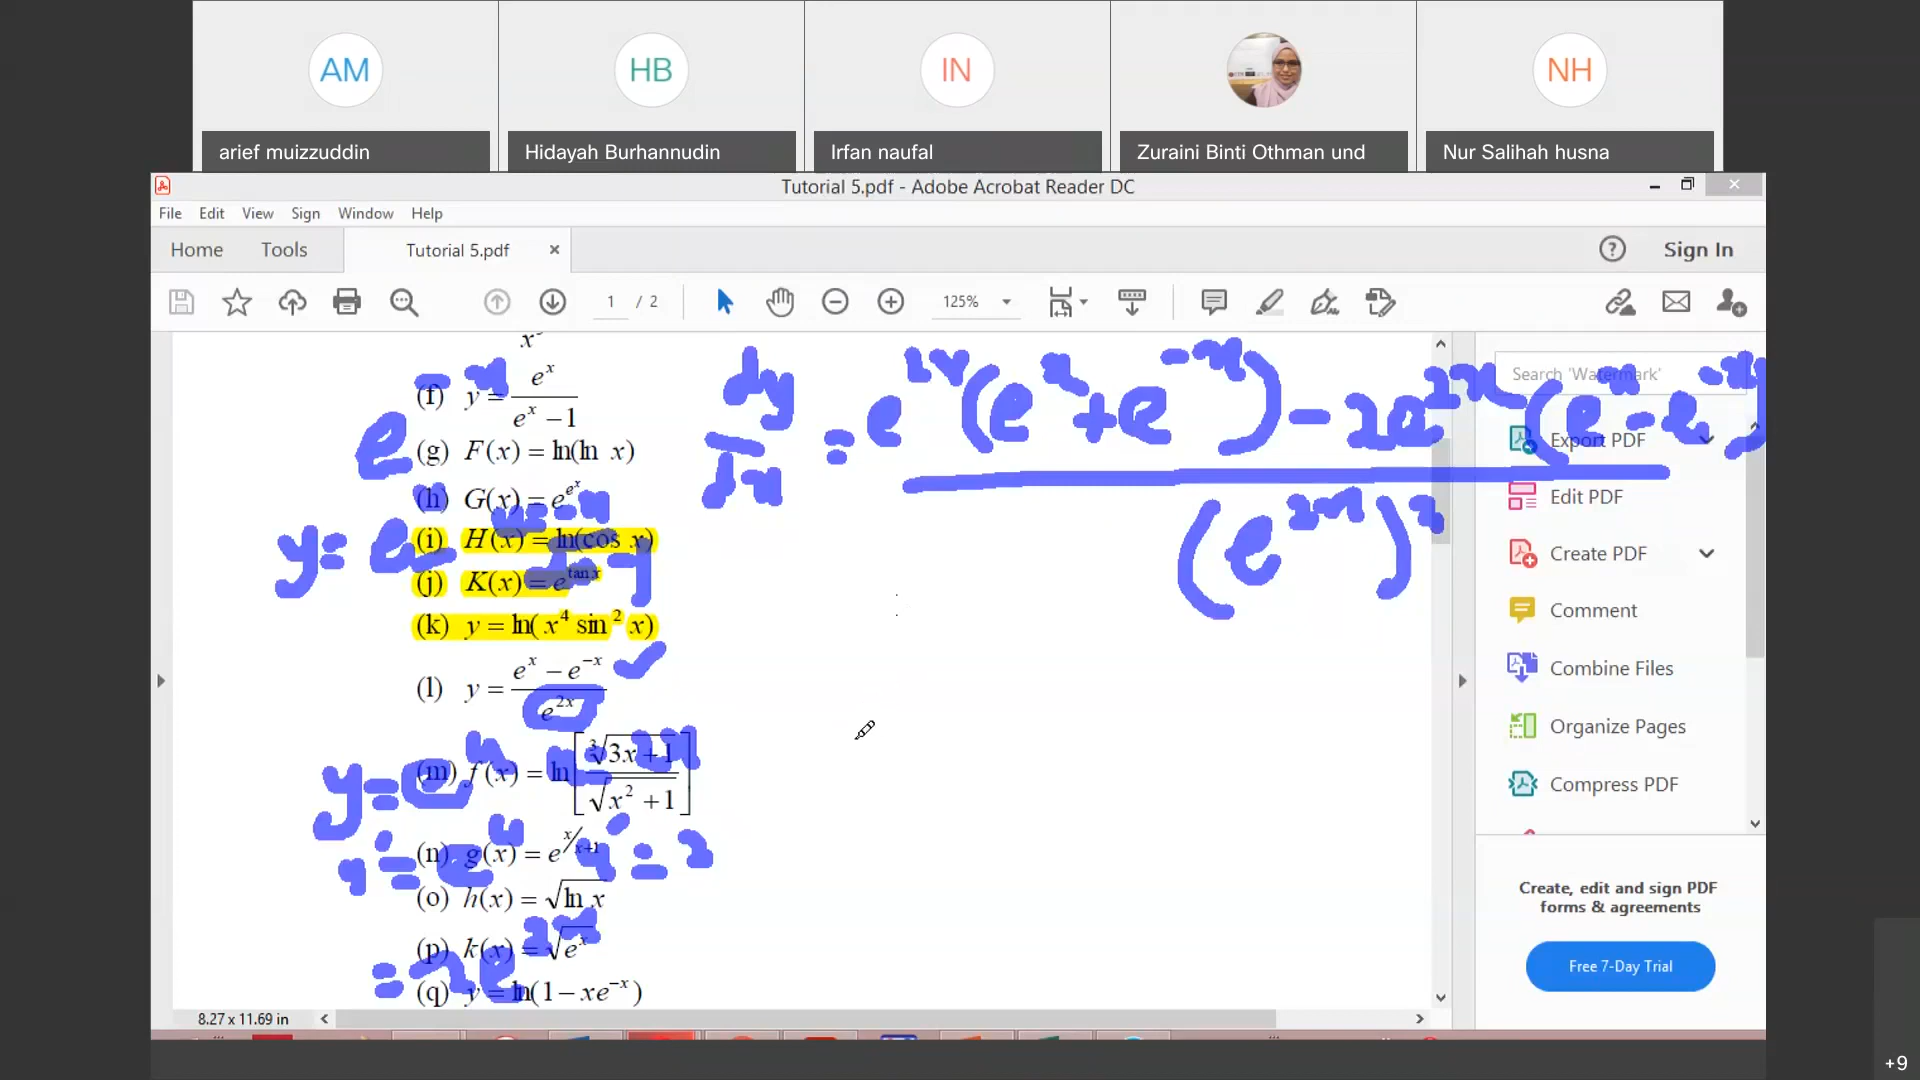 AM HB IN NH
arief muizzuddin Hidayah Burhannudin Irfan naufal Zuraini Binti Othman und Nur Salihah husna
Tutorial 5.pdf - Adobe Acrobat Reader DC
File Edit View Sign Window Help
Home Tools Tutorial 5.pdf × ? Sign In
1 / 2 125%
(f) y = e^x / (e^x − 1)
(g) F(x) = ln(ln x)
(h) G(x) = e^(e^x)
(i) H(x) = ln(cos x)
(j) K(x) = e^(tan x)
(k) y = ln( x^4 sin^2 x)
(l) y = (e^x − e^(−x)) / e^(2x)
(m) f(x) = ln[∛(3x+1) / √(x^2 + 1)]
(n) g(x) = e^(x/(x+1))
(o) h(x) = √(ln x)
(p) k(x) = √(e^x)
(q) y = ln(1 − xe^(−x))
dy/dx = (e^(2x)(e^x + e^(−x)) − 2e^(2x)(e^x − e^(−x))) / (e^(2x))^2
= 2e^(2x)
Search 'Watermark'
Export PDF
Edit PDF
Create PDF
Comment
Combine Files
Organize Pages
Compress PDF
Create, edit and sign PDF
forms & agreements
Free 7-Day Trial
8.27 x 11.69 in
+9